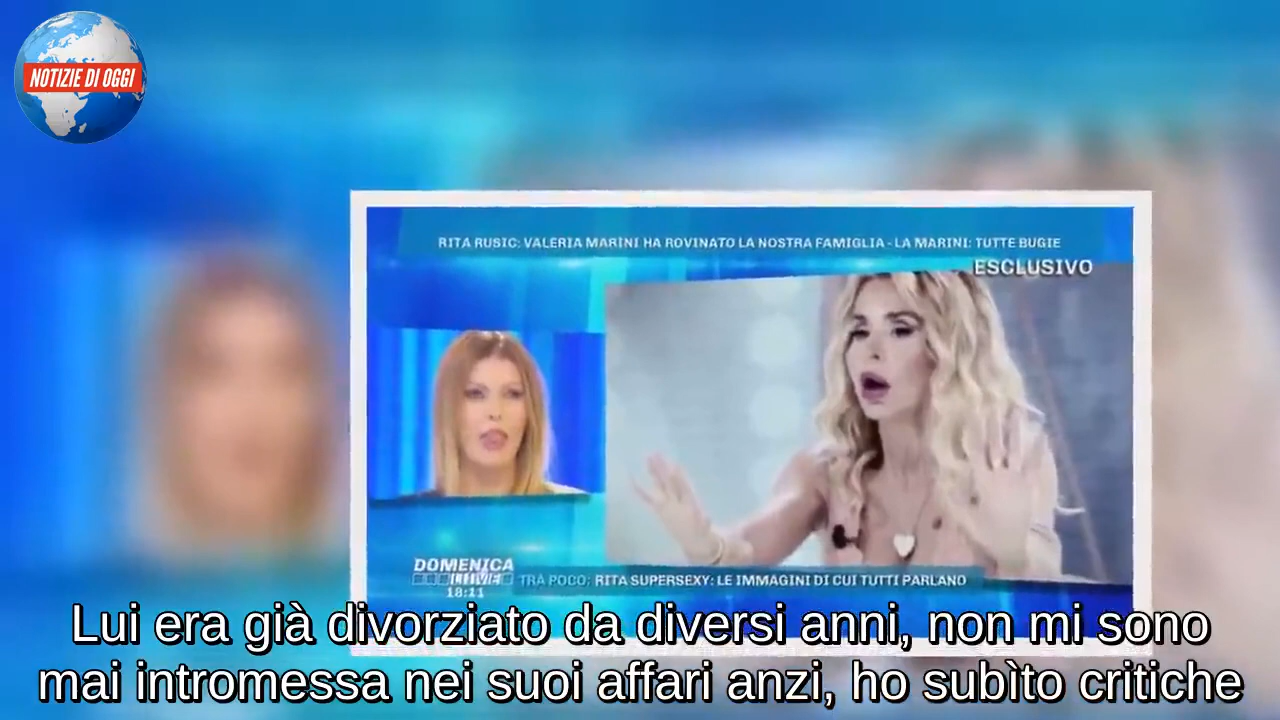 NOTIZIE DI OGGI
RITA RUSIC: VALERIA MARINI HA ROVINATO LA NOSTRA FAMIGLIA - LA MARINI: TUTTE BUGIE
ESCLUSIVO
DOMENICA
LIVE
18:11
TRA POCO: RITA SUPERSEXY: LE IMMAGINI DI CUI TUTTI PARLANO
Lui era già divorziato da diversi anni, non mi sono
mai intromessa nei suoi affari anzi, ho subìto critiche